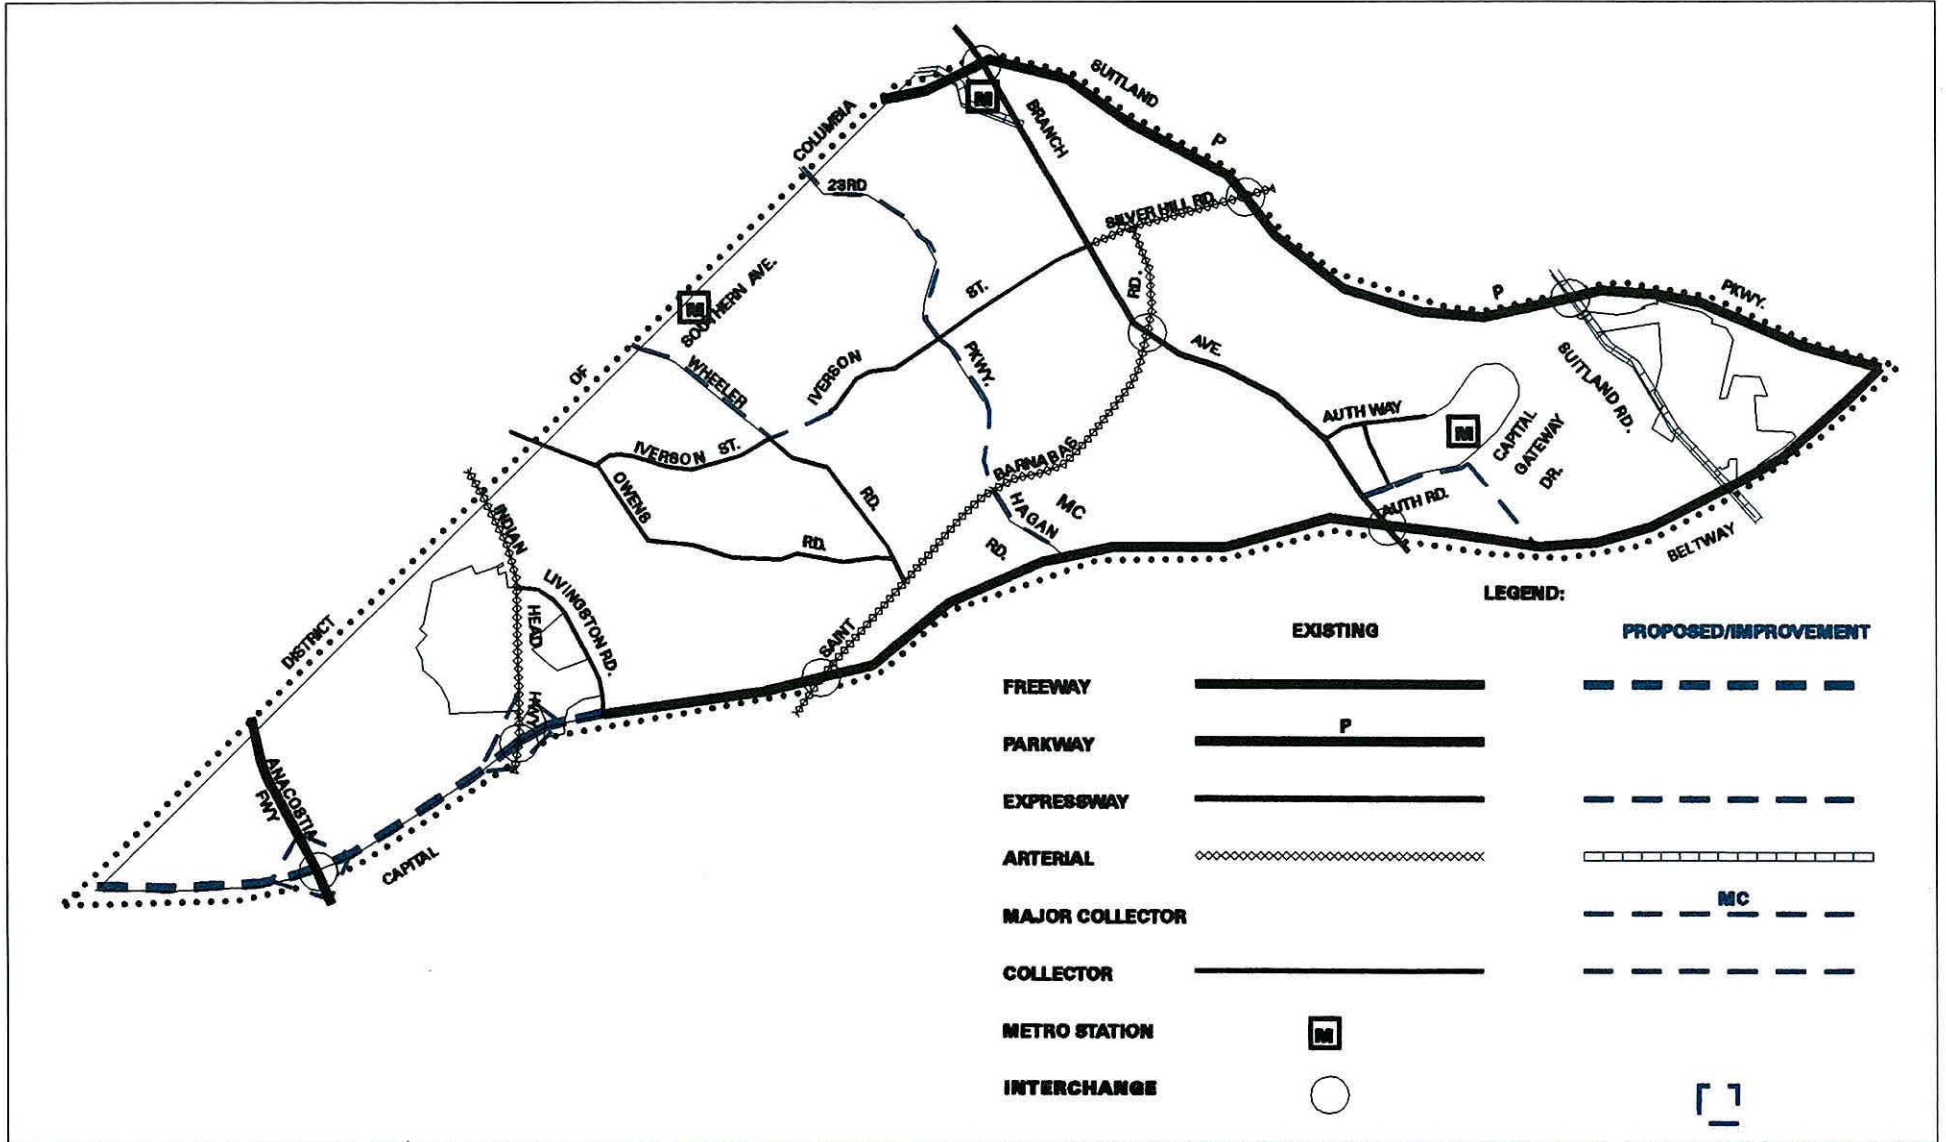 SUITLAND
COLUMBIA
M
BRANCH
P
23RD
SILVER HILL RD.
SOUTHERN AVE.
M
RD.
ST.
P
PKWY.
OF
WHEELER
IVERSON
PKWY.
AVE.
SUITLAND RD.
AUTH WAY
M
CAPITAL
GATEWAY
DR.
IVERSON ST.
OWENS
RD.
BARNABAS
HAGAN
MC
AUTH RD.
INDIAN
RD.
RD.
BELTWAY
LIVINGSTON RD.
HEAD
DISTRICT
SAINT
HWY
ANACOSTIA
FWY
CAPITAL
LEGEND:
EXISTING PROPOSED/IMPROVEMENT
FREEWAY
PARKWAY P
EXPRESSWAY
ARTERIAL
MAJOR COLLECTOR MC
COLLECTOR
METRO STATION M
INTERCHANGE